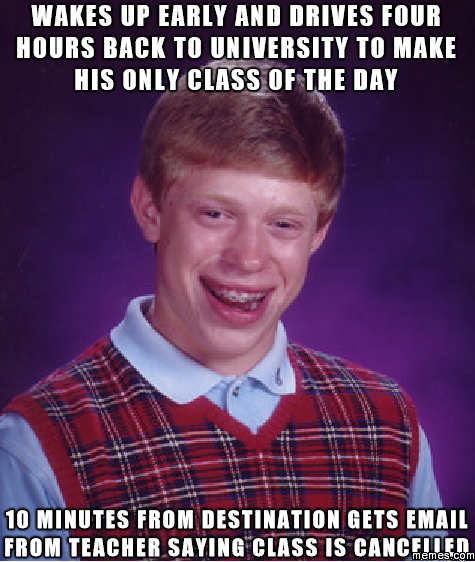 WAKES UP EARLY AND DRIVES FOUR
HOURS BACK TO UNIVERSITY TO MAKE
HIS ONLY CLASS OF THE DAY
10 MINUTES FROM DESTINATION GETS EMAIL
FROM TEACHER SAYING CLASS IS CANCELLED
memes.com